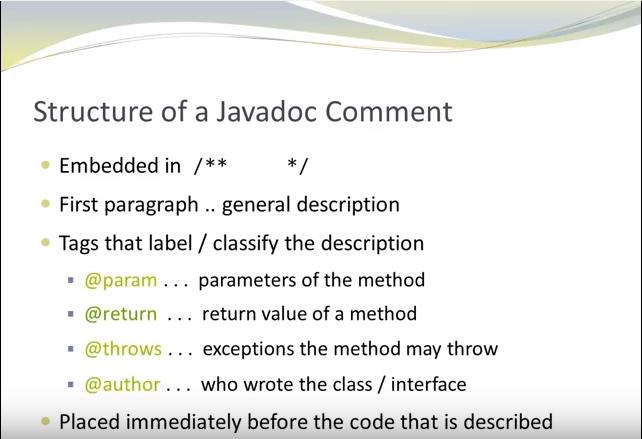 Structure of a Javadoc Comment
Embedded in /** */
First paragraph .. general description
Tags that label / classify the description
@param . . . parameters of the method
@return . . . return value of a method
@throws . . . exceptions the method may throw
@author . . . who wrote the class / interface
Placed immediately before the code that is described